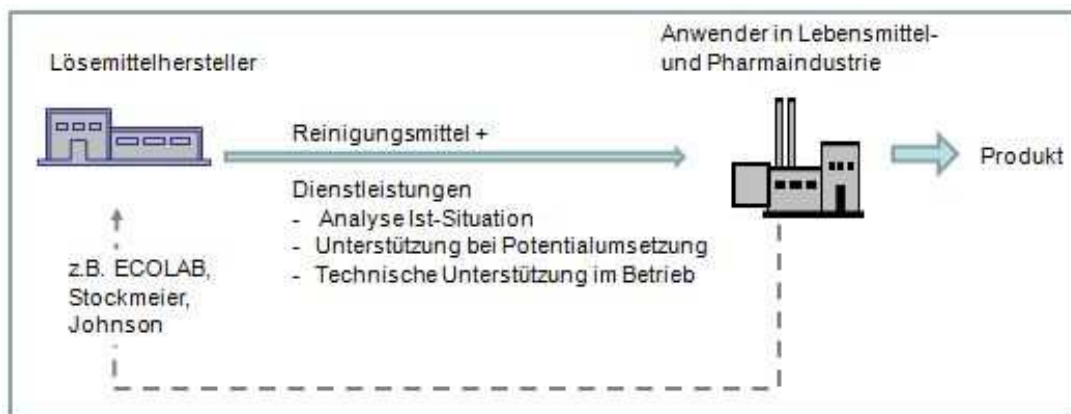 Lösemittelhersteller
Anwender in Lebensmittel-
und Pharmaindustrie
Reinigungsmittel +
Produkt
Dienstleistungen
- Analyse Ist-Situation
- Unterstützung bei Potentialumsetzung
- Technische Unterstützung im Betrieb
z.B. ECOLAB,
Stockmeier,
Johnson